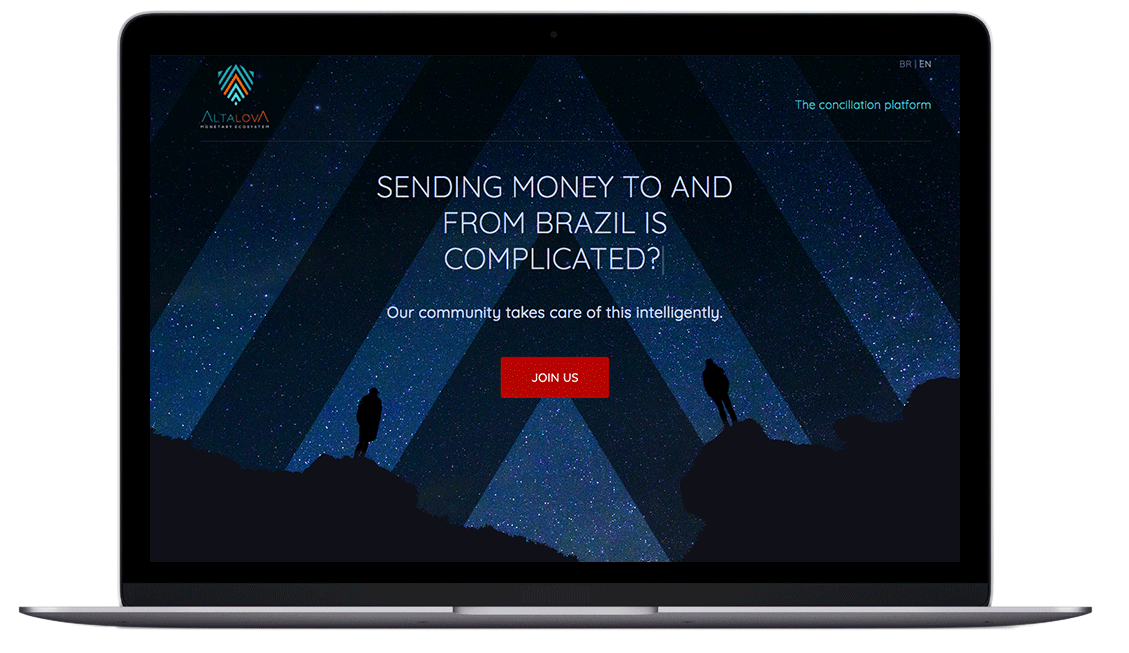 BR | EN
ALTALOVA
MONETARY ECOSYSTEM
The conciliation platform
SENDING MONEY TO AND
FROM BRAZIL IS
COMPLICATED?
Our community takes care of this intelligently.
JOIN US